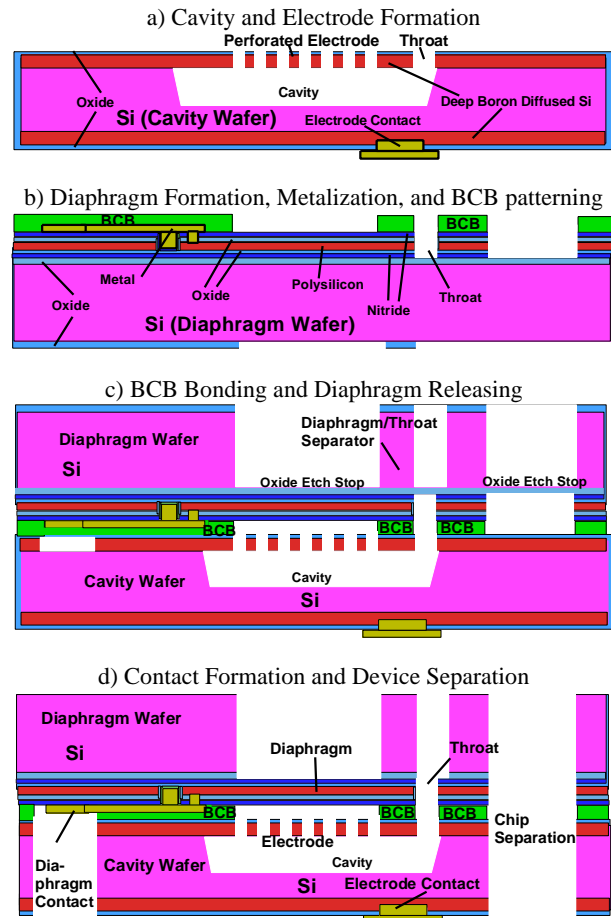 a) Cavity and Electrode Formation
Perforated Electrode
Throat
Cavity
Oxide
Deep Boron Diffused Si
Si (Cavity Wafer)
Electrode Contact
b) Diaphragm Formation, Metalization, and BCB patterning
BCB
BCB
Metal
Oxide
Polysilicon
Nitride
Throat
Oxide
Si (Diaphragm Wafer)
c) BCB Bonding and Diaphragm Releasing
Diaphragm/Throat
Separator
Diaphragm Wafer
Si
Oxide Etch Stop
Oxide Etch Stop
BCB
BCB
BCB
Cavity Wafer
Cavity
Si
d) Contact Formation and Device Separation
Diaphragm Wafer
Si
Diaphragm
Throat
BCB
BCB
BCB
Chip
Separation
Electrode
Dia-
phragm
Contact
Cavity Wafer
Cavity
Si
Electrode Contact